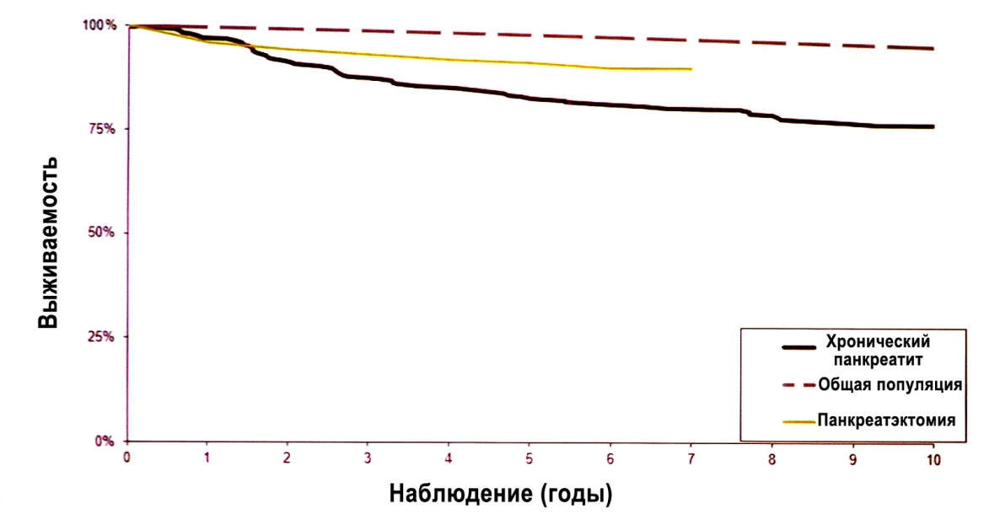 100%
75%
50%
25%
0%
Выживаемость
0 1 2 3 4 5 6 7 8 9 10
Наблюдение (годы)
Хронический
панкреатит
Общая популяция
Панкреатэктомия